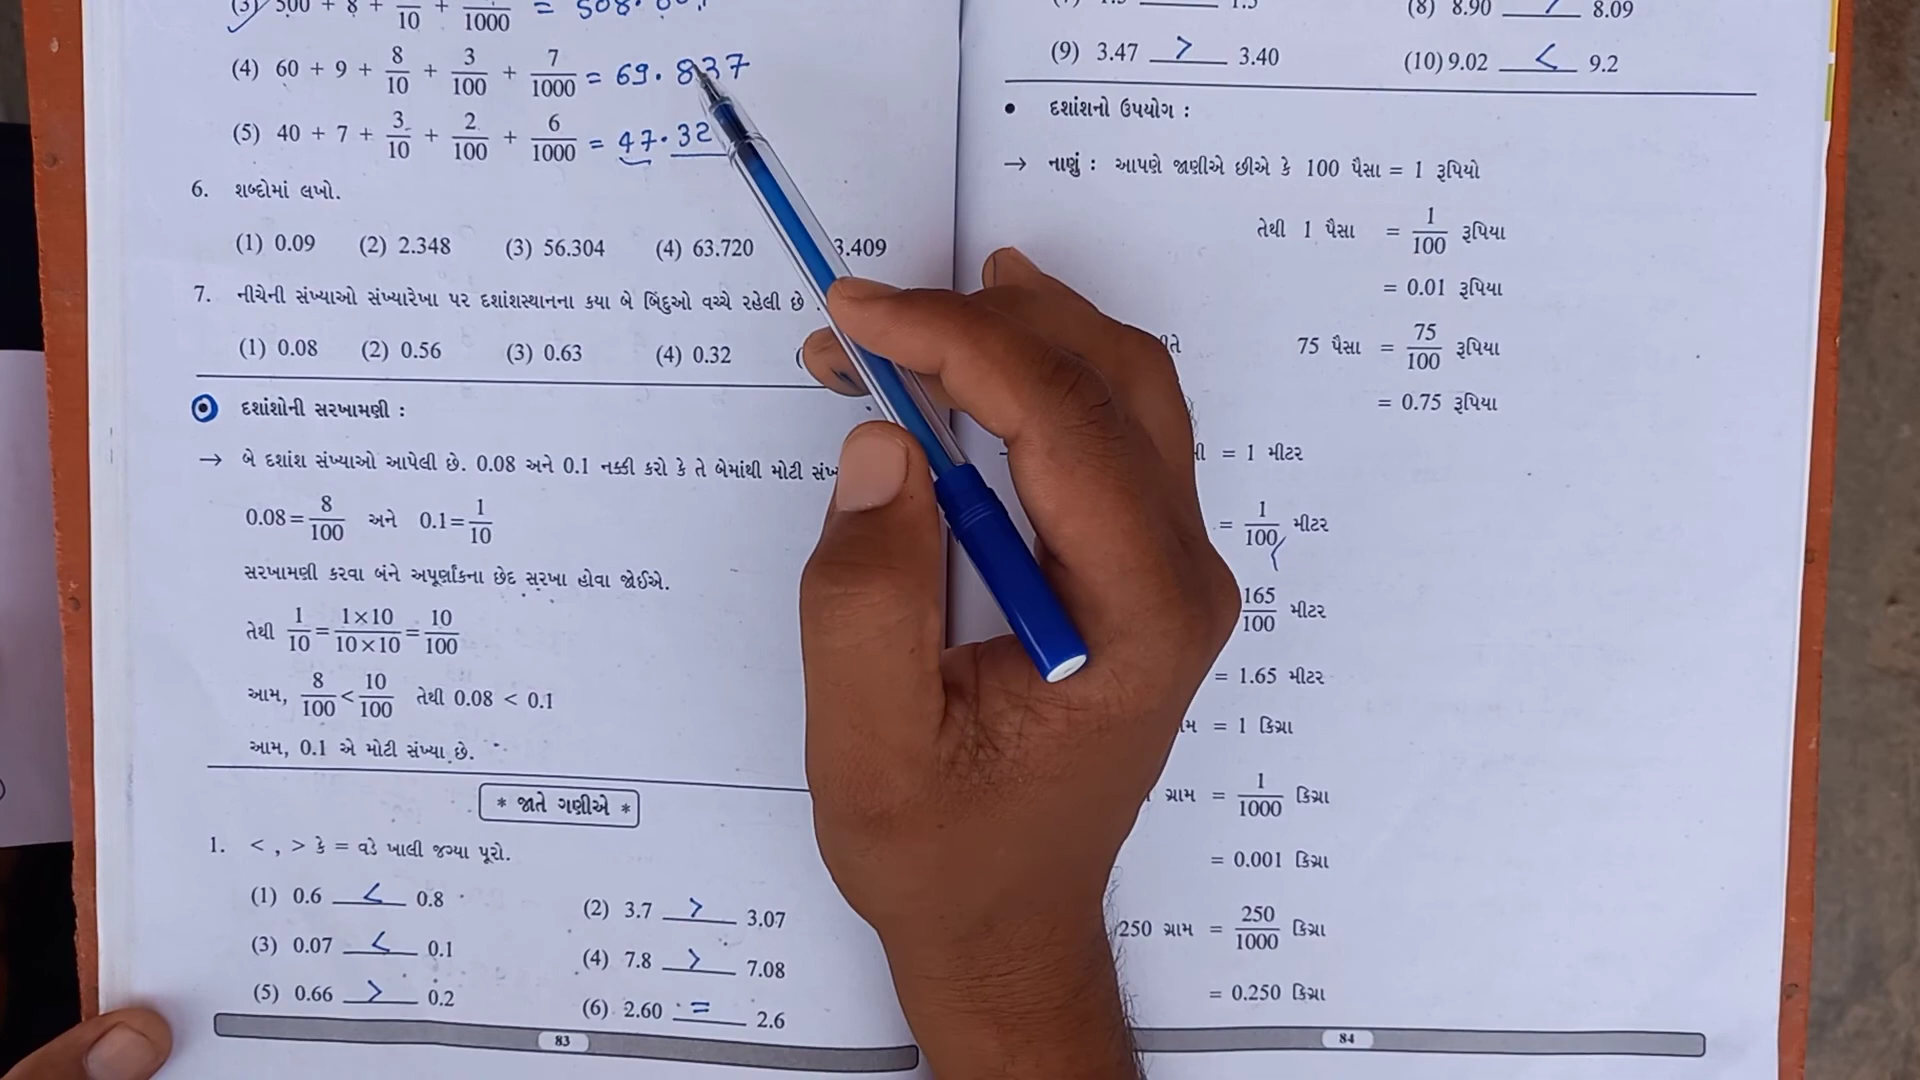 (3) 500 + 8 + /10 + /1000 = 508.
(4) 60 + 9 + 8/10 + 3/100 + 7/1000 = 69.837
(5) 40 + 7 + 3/10 + 2/100 + 6/1000 = 47.32
6. શબ્દોમાં લખો.
(1) 0.09 (2) 2.348 (3) 56.304 (4) 63.720 3.409
7. નીચેની સંખ્યાઓ સંખ્યારેખા પર દશાંશસ્થાનના કયા બે બિંદુઓ વચ્ચે રહેલી છે
(1) 0.08 (2) 0.56 (3) 0.63 (4) 0.32 (
દશાંશોની સરખામણી :
→ બે દશાંશ સંખ્યાઓ આપેલી છે. 0.08 અને 0.1 નક્કી કરો કે તે બેમાંથી મોટી
0.08 = 8/100 અને 0.1 = 1/10
સરખામણી કરવા બંને અપૂર્ણાંકના છેદ સરખા હોવા જોઈએ.
તેથી 1/10 = 1×10/10×10 = 10/100
આમ, 8/100 < 10/100 તેથી 0.08 < 0.1
આમ, 0.1 એ મોટી સંખ્યા છે.
* જાતે ગણીએ *
1. < , > કે = વડે ખાલી જગ્યા પૂરો.
(1) 0.6 < 0.8 (2) 3.7 > 3.07
(3) 0.07 < 0.1 (4) 7.8 > 7.08
(5) 0.66 > 0.2 (6) 2.60 = 2.6
83
(8) 8.90 > 8.09
(9) 3.47 > 3.40 (10) 9.02 < 9.2
• દશાંશનો ઉપયોગ :
→ નાણું : આપણે જાણીએ છીએ કે 100 પૈસા = 1 રૂપિયો
તેથી 1 પૈસા = 1/100 રૂપિયા
= 0.01 રૂપિયા
75 પૈસા = 75/100 રૂપિયા
= 0.75 રૂપિયા
= 1 મીટર
= 1/100 મીટર
165/100 મીટર
= 1.65 મીટર
= 1 કિગ્રા
ગ્રામ = 1/1000 કિગ્રા
= 0.001 કિગ્રા
250 ગ્રામ = 250/1000 કિગ્રા
= 0.250 કિગ્રા
84